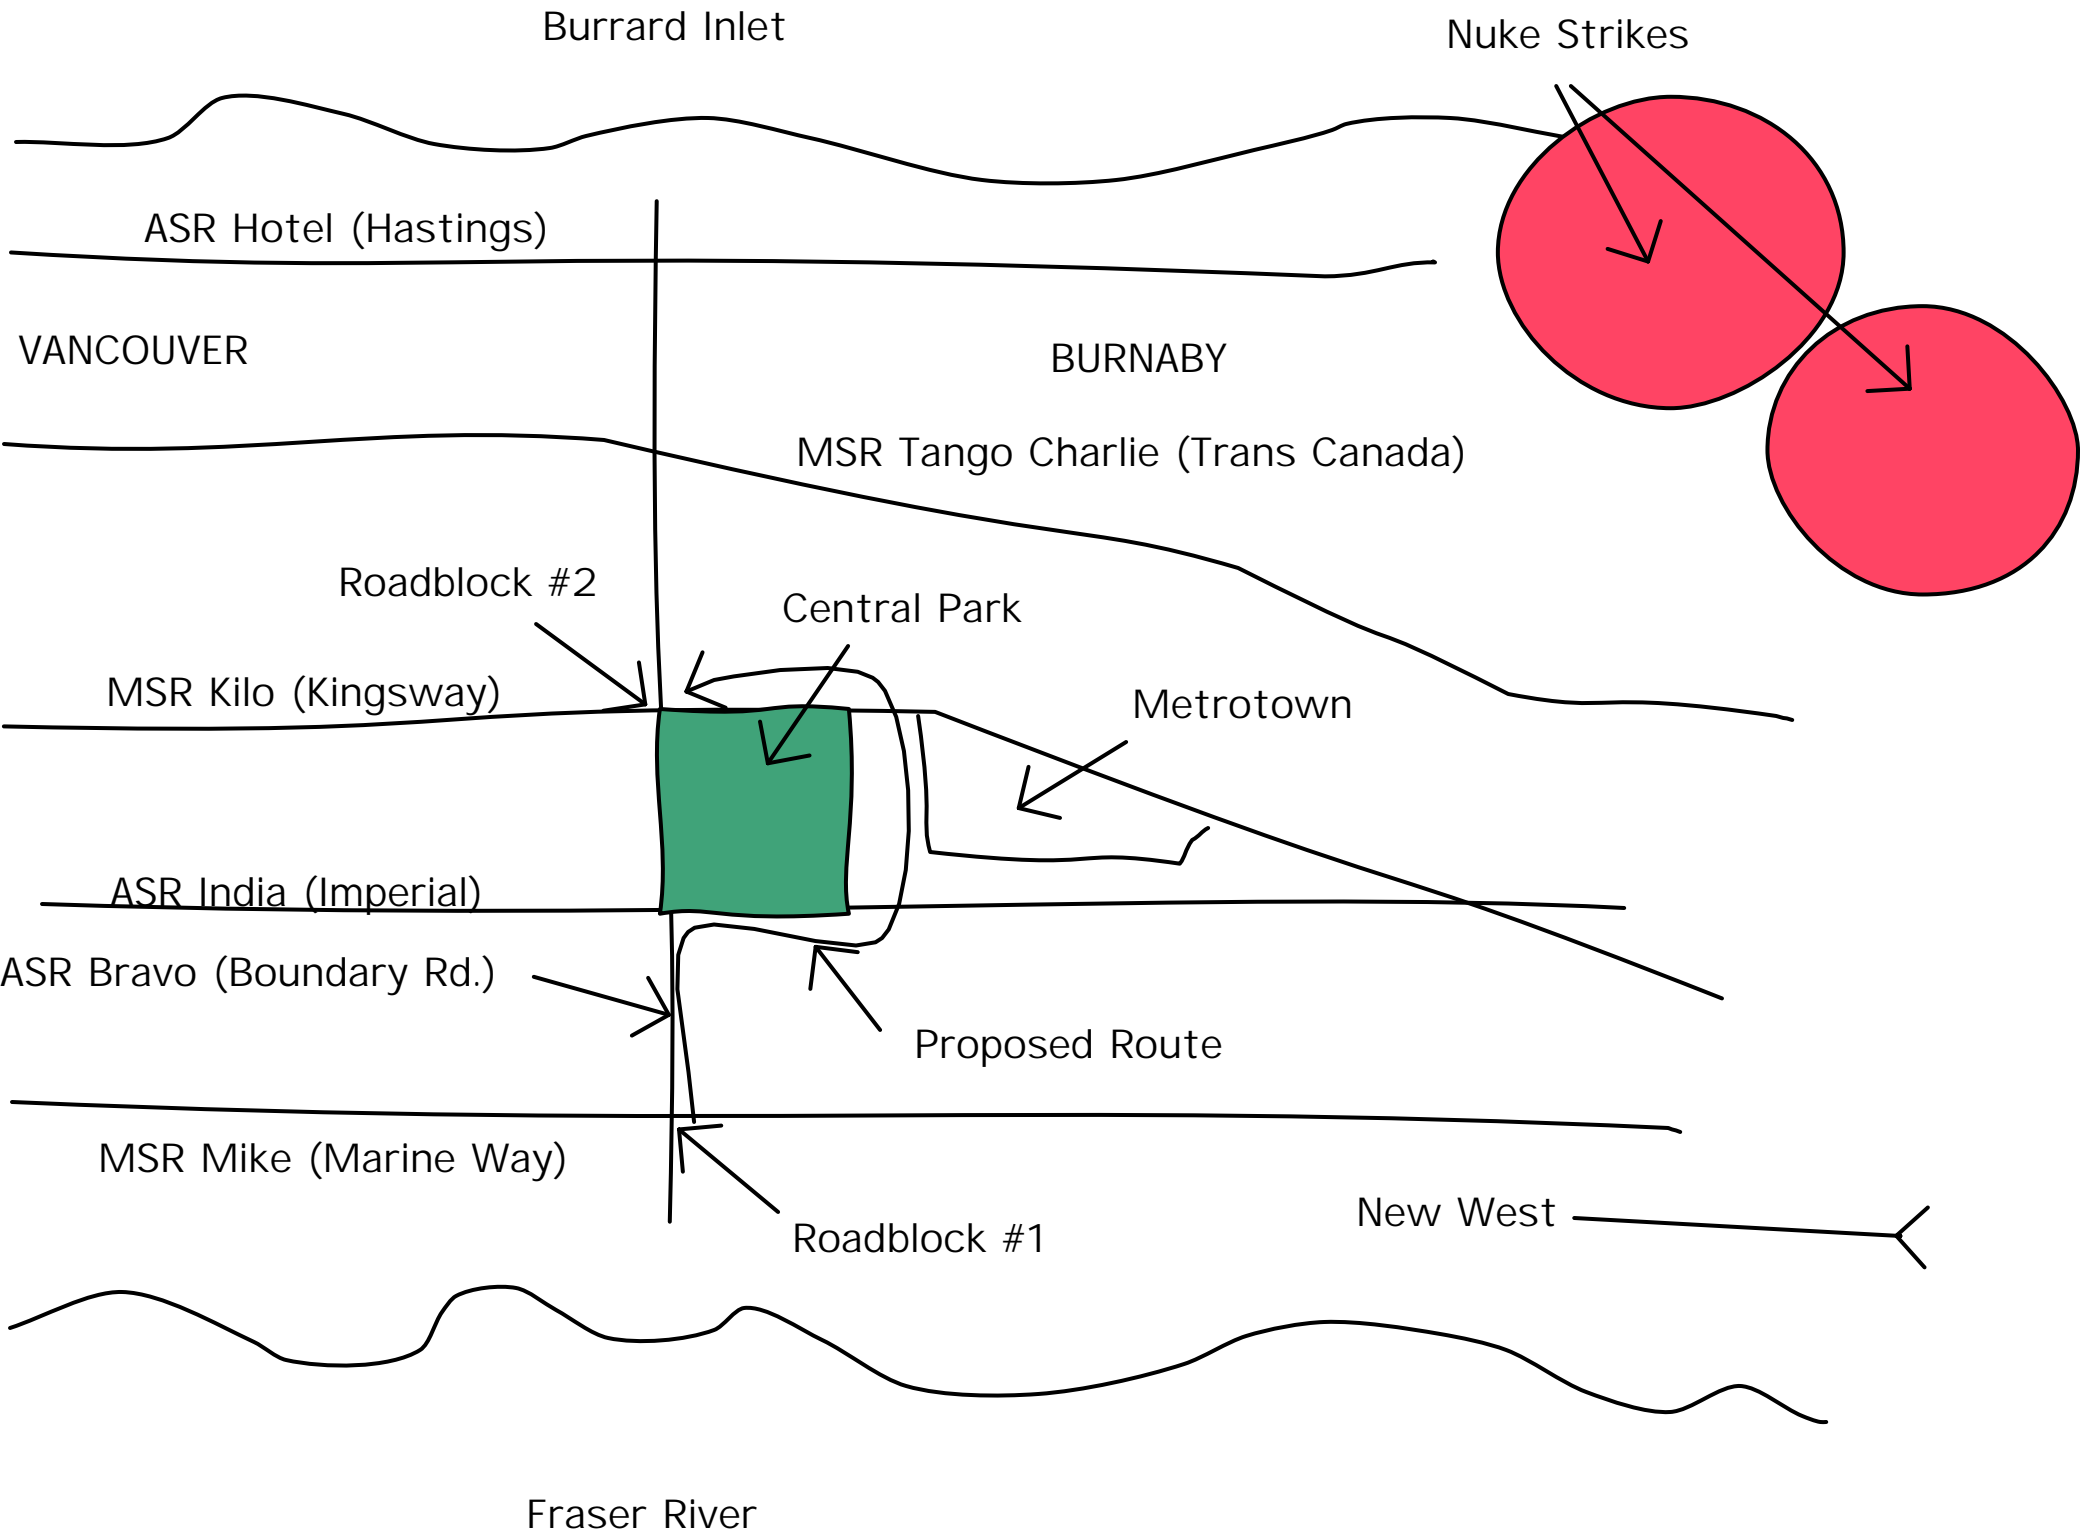 Burrard Inlet
Nuke Strikes
ASR Hotel (Hastings)
VANCOUVER
BURNABY
MSR Tango Charlie (Trans Canada)
Roadblock #2
Central Park
MSR Kilo (Kingsway)
Metrotown
ASR India (Imperial)
ASR Bravo (Boundary Rd.)
Proposed Route
MSR Mike (Marine Way)
New West
Roadblock #1
Fraser River